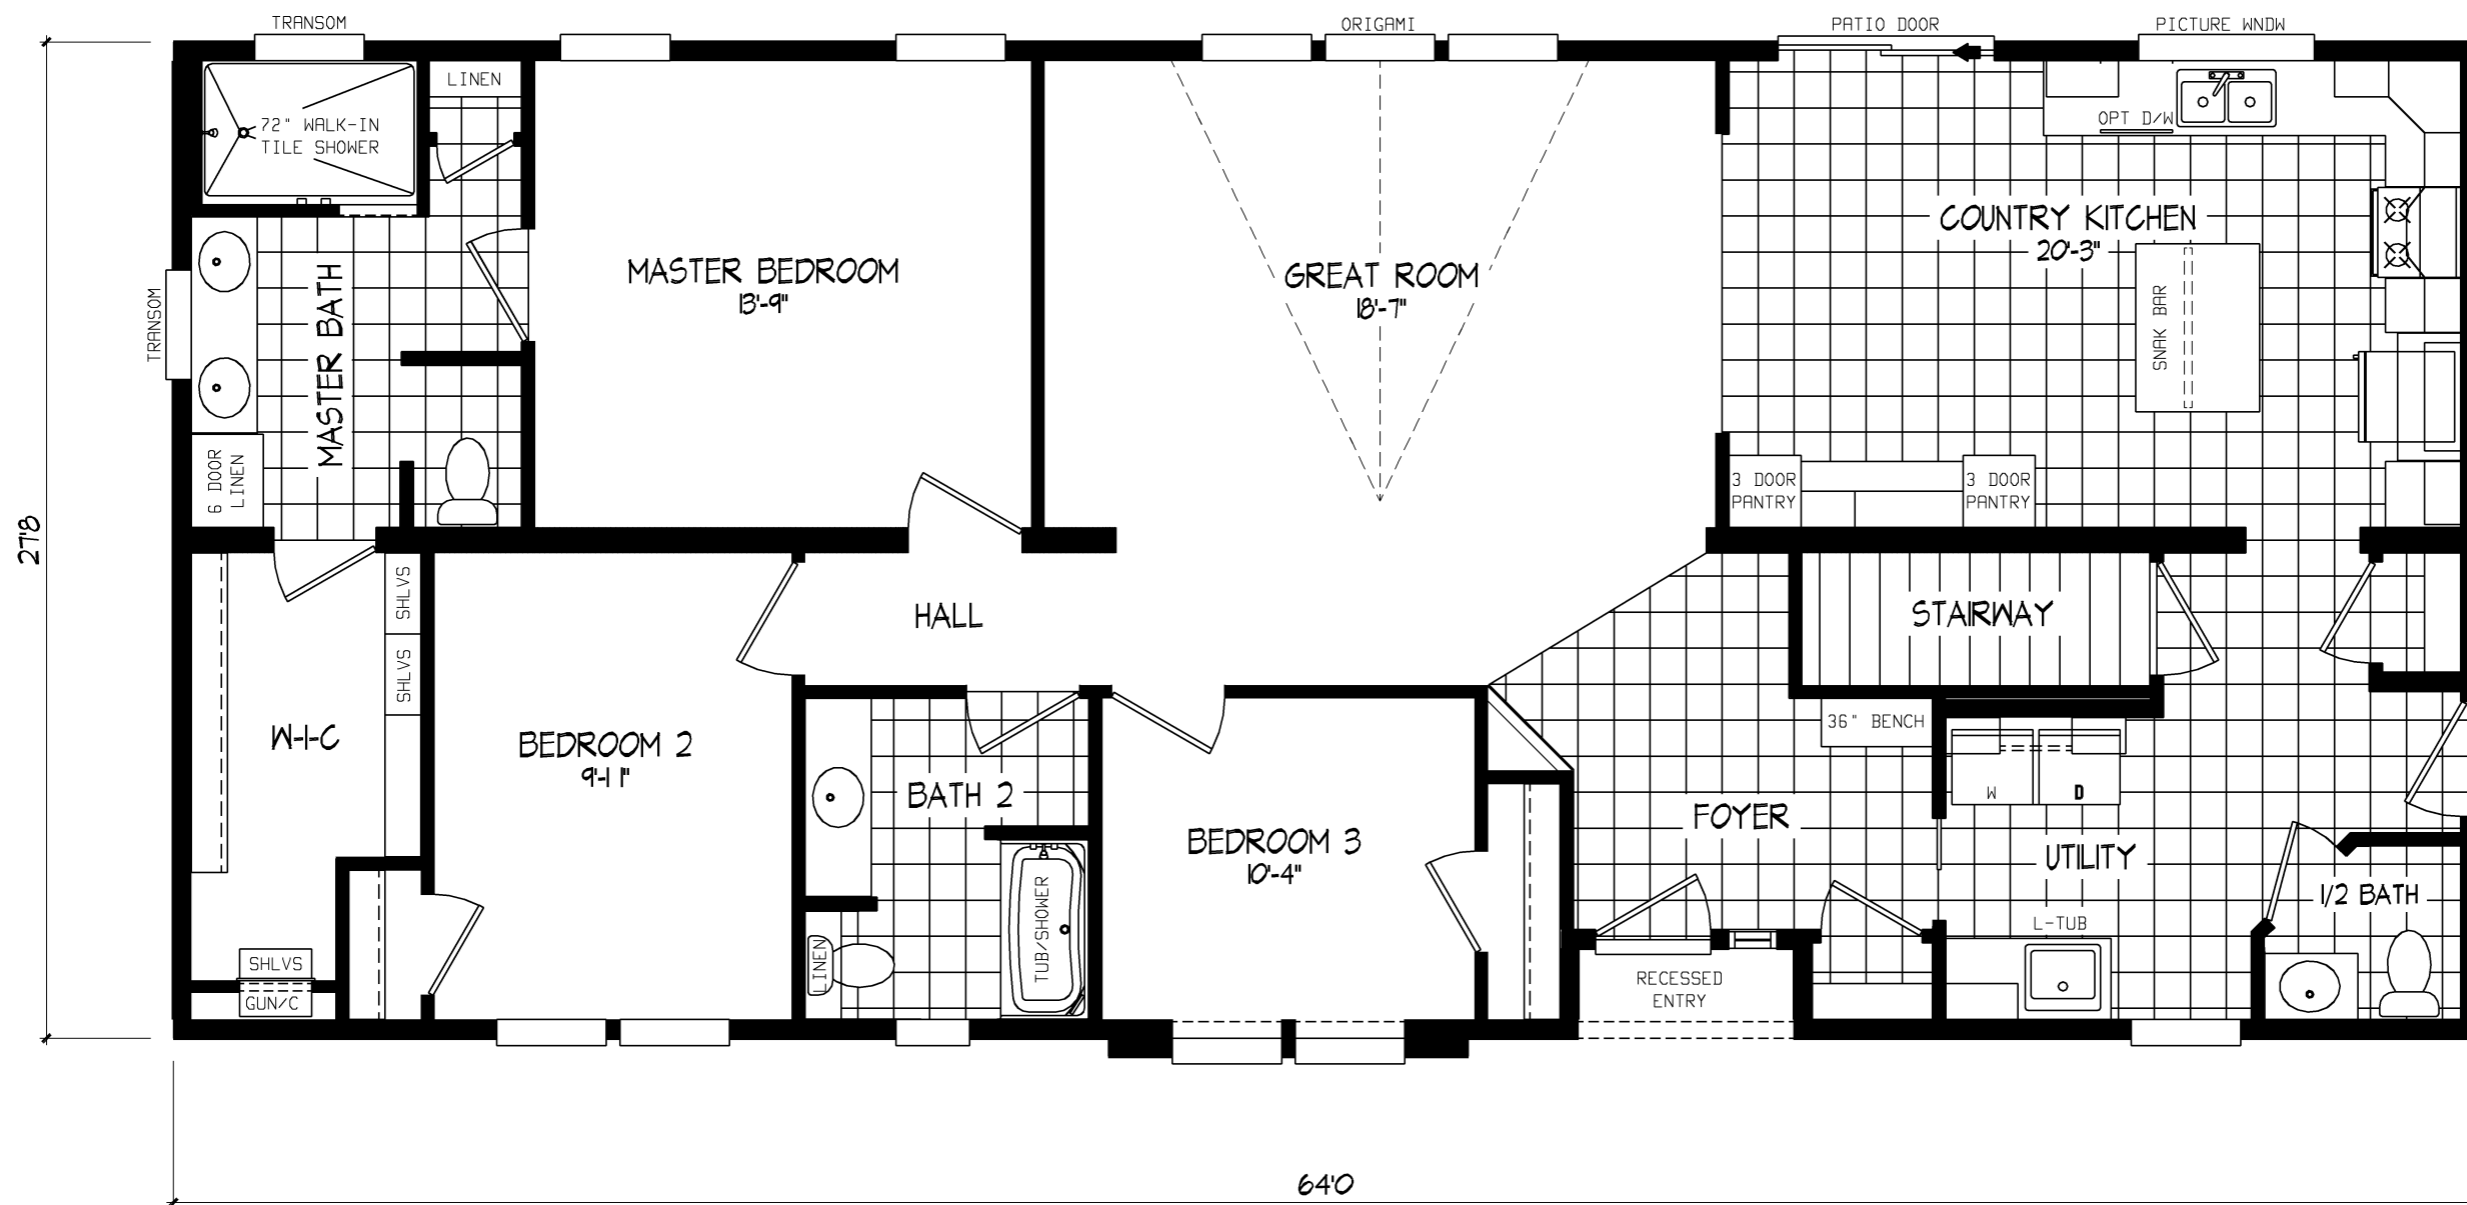 TRANSOM
ORIGAMI
PATIO DOOR
PICTURE WNDW
LINEN
72" WALK-IN
TILE SHOWER
OPT D/W
COUNTRY KITCHEN
20'-3"
MASTER BEDROOM
13'-9"
GREAT ROOM
18'-7"
TRANSOM
MASTER BATH
SNAK BAR
6 DOOR
LINEN
3 DOOR
PANTRY
3 DOOR
PANTRY
27'8
SHLVS
HALL
STAIRWAY
SHLVS
W-I-C
BEDROOM 2
9'-11"
36" BENCH
BATH 2
W
D
FOYER
BEDROOM 3
10'-4"
UTILITY
1/2 BATH
TUB/SHOWER
L-TUB
LINEN
SHLVS
GUN/C
RECESSED
ENTRY
64'0